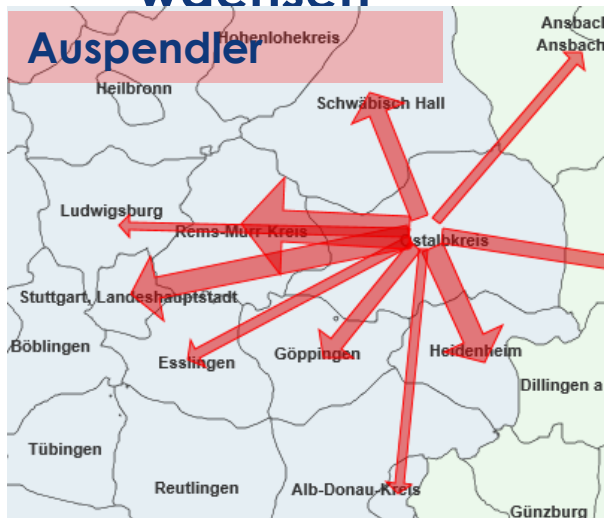 wachsen
Auspendler
Hohenlohekreis
Ansbach
Ansbach
Heilbronn
Schwäbisch Hall
Ludwigsburg
Rems-Murr-Kreis
Ostalbkreis
Stuttgart, Landeshauptstadt
Böblingen
Esslingen
Göppingen
Heidenheim
Dillingen a
Tübingen
Reutlingen
Alb-Donau-Kreis
Günzburg